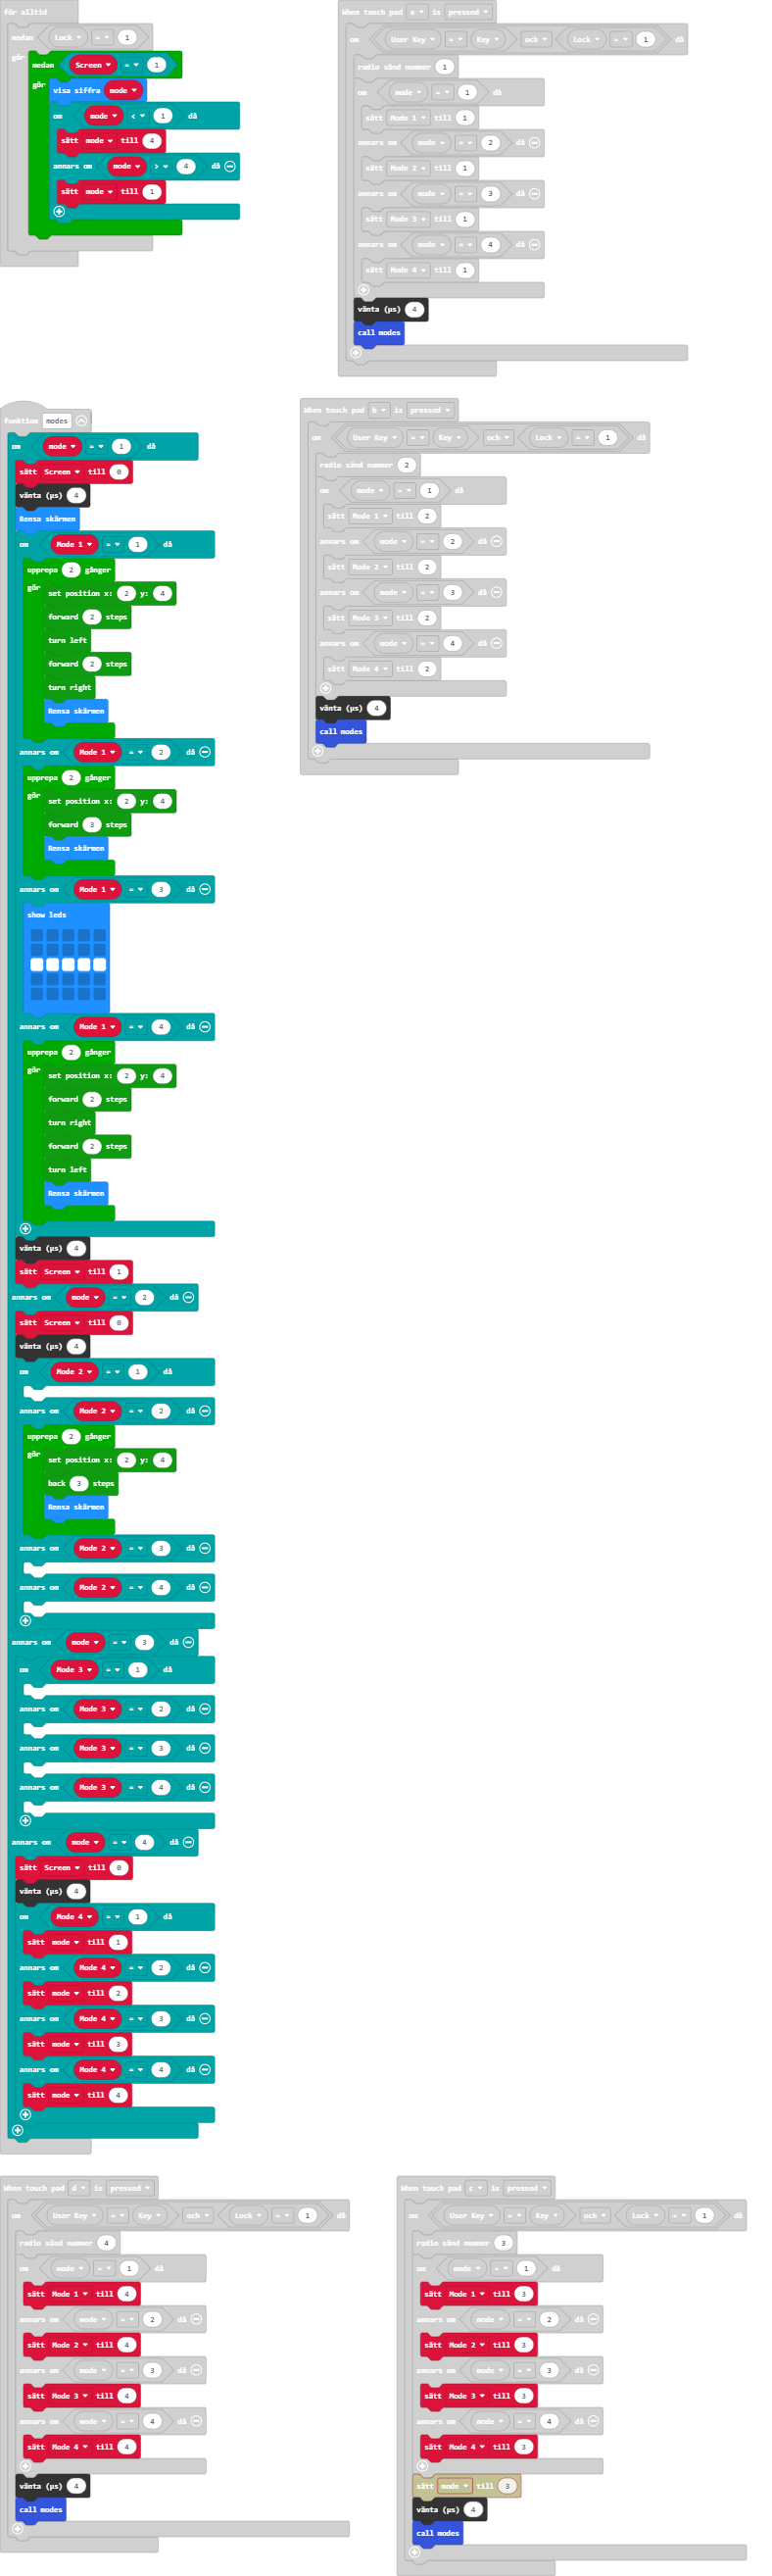 för alltid
medan Lock = 1
gör medan Screen = 1
gör visa siffra mode
om mode < 1 då
sätt mode till 4
annars om mode > 4 då
sätt mode till 1
When touch pad a is pressed
om User Key = Key och Lock = 1 då
radio sänd nummer 1
om mode = 1 då
sätt Mode 1 till 1
annars om mode = 2 då
sätt Mode 2 till 1
annars om mode = 3 då
sätt Mode 3 till 1
annars om mode = 4 då
sätt Mode 4 till 1
vänta (µs) 4
call modes
funktion modes
om mode = 1 då
sätt Screen till 0
vänta (µs) 4
Rensa skärmen
om Mode 1 = 1 då
upprepa 2 gånger
gör set position x: 2 y: 4
forward 2 steps
turn left
forward 2 steps
turn right
Rensa skärmen
annars om Mode 1 = 2 då
upprepa 2 gånger
gör set position x: 2 y: 4
forward 3 steps
Rensa skärmen
annars om Mode 1 = 3 då
show leds
annars om Mode 1 = 4 då
upprepa 2 gånger
gör set position x: 2 y: 4
forward 2 steps
turn right
forward 2 steps
turn left
Rensa skärmen
vänta (µs) 4
sätt Screen till 1
annars om mode = 2 då
sätt Screen till 0
vänta (µs) 4
om Mode 2 = 1 då
annars om Mode 2 = 2 då
upprepa 2 gånger
gör set position x: 2 y: 4
back 3 steps
Rensa skärmen
annars om Mode 2 = 3 då
annars om Mode 2 = 4 då
annars om mode = 3 då
om Mode 3 = 1 då
annars om Mode 3 = 2 då
annars om Mode 3 = 3 då
annars om Mode 3 = 4 då
annars om mode = 4 då
sätt Screen till 0
vänta (µs) 4
om Mode 4 = 1 då
sätt mode till 1
annars om Mode 4 = 2 då
sätt mode till 2
annars om Mode 4 = 3 då
sätt mode till 3
annars om Mode 4 = 4 då
sätt mode till 4
When touch pad b is pressed
om User Key = Key och Lock = 1 då
radio sänd nummer 2
om mode = 1 då
sätt Mode 1 till 2
annars om mode = 2 då
sätt Mode 2 till 2
annars om mode = 3 då
sätt Mode 3 till 2
annars om mode = 4 då
sätt Mode 4 till 2
vänta (µs) 4
call modes
When touch pad d is pressed
om User Key = Key och Lock = 1 då
radio sänd nummer 4
om mode = 1 då
sätt Mode 1 till 4
annars om mode = 2 då
sätt Mode 2 till 4
annars om mode = 3 då
sätt Mode 3 till 4
annars om mode = 4 då
sätt Mode 4 till 4
vänta (µs) 4
call modes
When touch pad c is pressed
om User Key = Key och Lock = 1 då
radio sänd nummer 3
om mode = 1 då
sätt Mode 1 till 3
annars om mode = 2 då
sätt Mode 2 till 3
annars om mode = 3 då
sätt Mode 3 till 3
annars om mode = 4 då
sätt Mode 4 till 3
sätt mode till 3
vänta (µs) 4
call modes